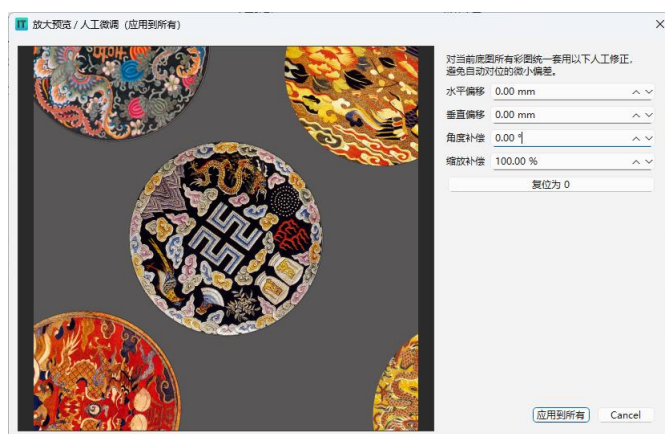 IT 放大预览 / 人工微调（应用到所有）
对当前底图所有彩图统一套用以下人工修正，
避免自动对位的微小偏差。
水平偏移 0.00 mm
垂直偏移 0.00 mm
角度补偿 0.00 °
缩放补偿 100.00 %
复位为 0
应用到所有 Cancel